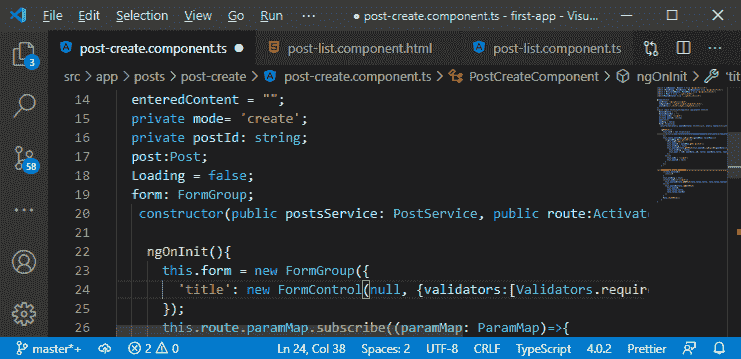 File Edit Selection View Go Run ··· ● post-create.component.ts - first-app - Visu...
post-create.component.ts ● post-list.component.html post-list.component.ts ···
src > app > posts > post-create > post-create.component.ts > PostCreateComponent > ngOnInit > 'tit
3
58
14 enteredContent = "";
15 private mode= 'create';
16 private postId: string;
17 post:Post;
18 Loading = false;
19 form: FormGroup;
20 constructor(public postsService: PostService, public route:Activat
21
22 ngOnInit(){
23 this.form = new FormGroup({
24 'title': new FormControl(null, {validators:[Validators.require
25 });
26 this.route.paramMap.subscribe((paramMap: ParamMap)=>{
master*+ 2 0 Ln 24, Col 38 Spaces: 2 UTF-8 CRLF TypeScript 4.0.2 Prettier